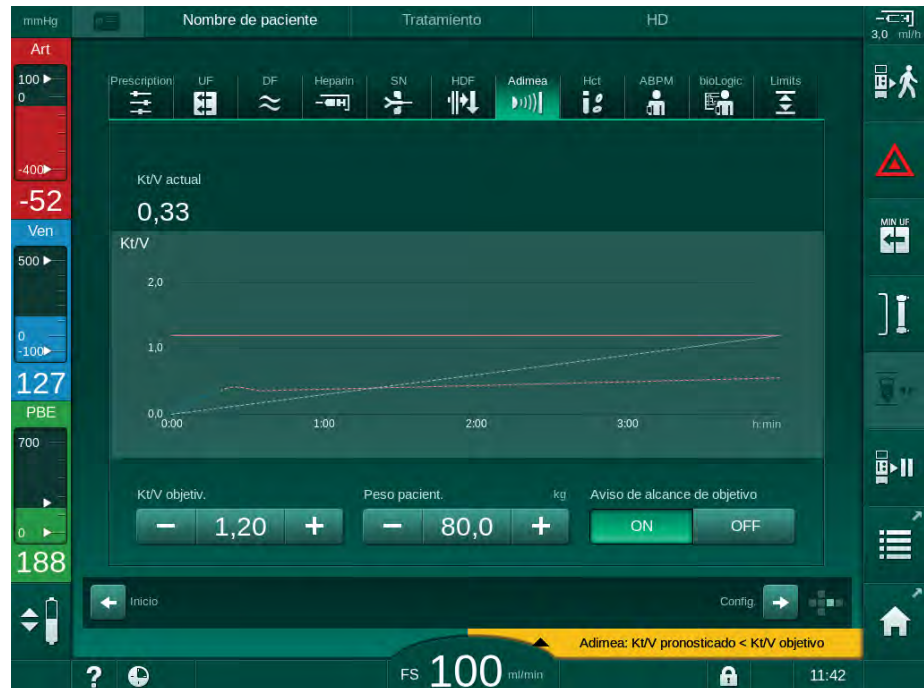 mmHg
Nombre de paciente
Tratamiento
HD
3,0 ml/h
Art
100
0
-400
-52
Ven
500
0
-100
127
PBE
700
0
188
Prescription
UF
DF
Heparin
SN
HDF
Adimea
Hct
ABPM
bioLogic
Limits
Kt/V actual
0,33
Kt/V
2,0
1,0
0,0
0:00
1:00
2:00
3:00
h:min
Kt/V objetiv.
Peso pacient.
kg
Aviso de alcance de objetivo
− 1,20 +
− 80,0 +
ON
OFF
Inicio
Config.
MIN UF
Adimea: Kt/V pronosticado < Kt/V objetivo
?
FS 100 ml/min
11:42